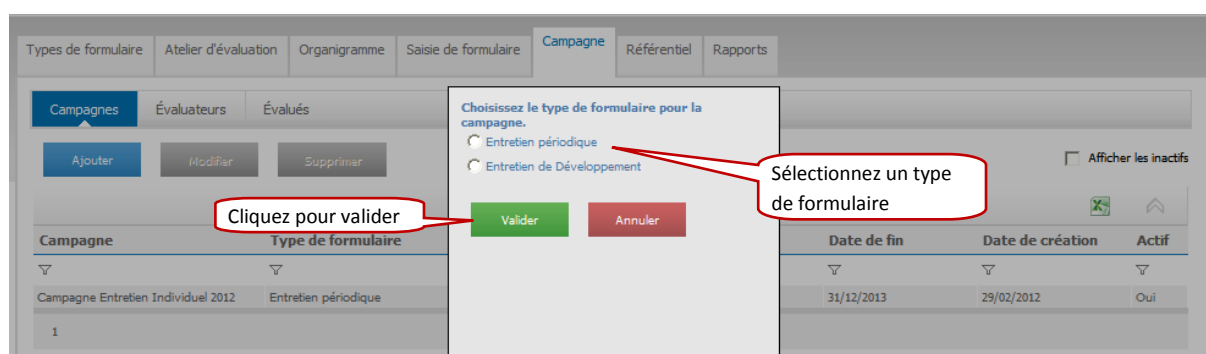 Types de formulaire Atelier d'évaluation Organigramme Saisie de formulaire Campagne Référentiel Rapports
Campagnes Évaluateurs Évalués
Choisissez le type de formulaire pour la
campagne.
Entretien périodique
Entretien de Développement
Ajouter Modifier Supprimer
Afficher les inactifs
Sélectionnez un type
de formulaire
Cliquez pour valider
Valider Annuler
Campagne Type de formulaire Date de fin Date de création Actif
Campagne Entretien Individuel 2012 Entretien périodique 31/12/2013 29/02/2012 Oui
1